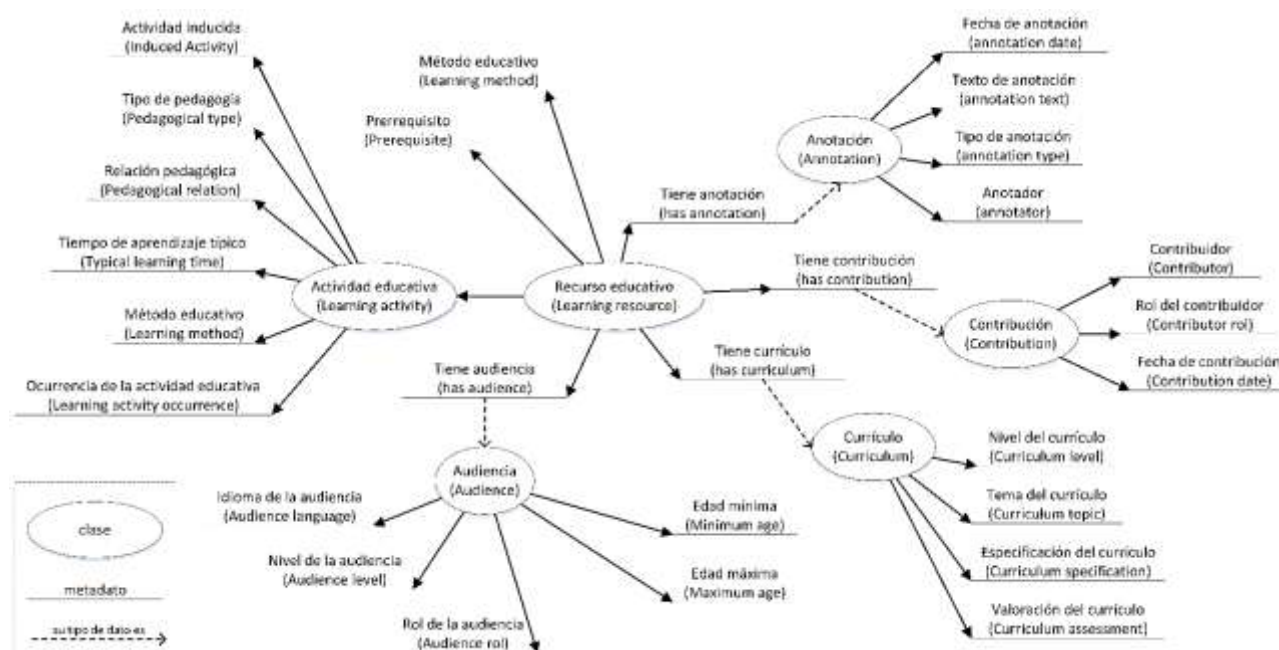 Actividad inducida
(Induced Activity)
Tipo de pedagogía
(Pedagogical type)
Relación pedagógica
(Pedagogical relation)
Tiempo de aprendizaje típico
(Typical learning time)
Método educativo
(Learning method)
Ocurrencia de la actividad educativa
(Learning activity occurrence)
Actividad educativa
(Learning activity)
Método educativo
(Learning method)
Prerrequisito
(Prerequisite)
Recurso educativo
(Learning resource)
Tiene anotación
(has annotation)
Anotación
(Annotation)
Fecha de anotación
(annotation date)
Texto de anotación
(annotation text)
Tipo de anotación
(annotation type)
Anotador
(annotator)
Tiene contribución
(has contribution)
Contribución
(Contribution)
Contribuidor
(Contributor)
Rol del contribuidor
(Contributor rol)
Fecha de contribución
(Contribution date)
Tiene currículo
(has curriculum)
Currículo
(Curriculum)
Nivel del currículo
(Curriculum level)
Tema del currículo
(Curriculum topic)
Especificación del currículo
(Curriculum specification)
Valoración del currículo
(Curriculum assessment)
Tiene audiencia
(has audience)
Audiencia
(Audience)
Idioma de la audiencia
(Audience language)
Nivel de la audiencia
(Audience level)
Rol de la audiencia
(Audience rol)
Edad mínima
(Minimum age)
Edad máxima
(Maximum age)
clase
metadato
su tipo de dato es